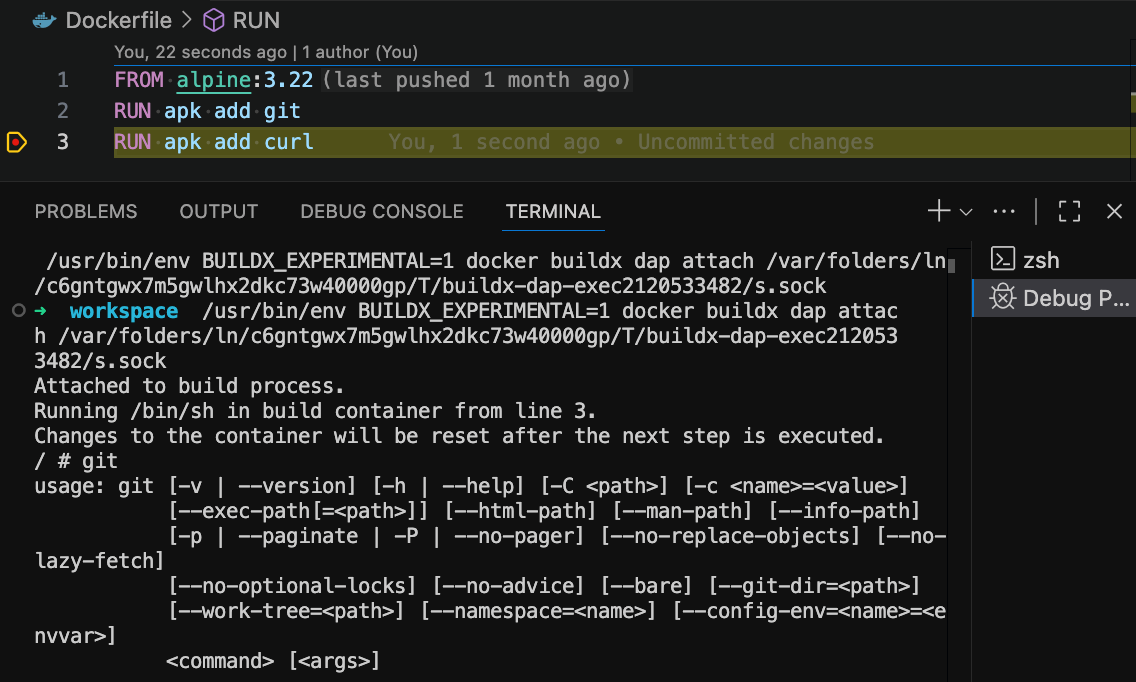 Dockerfile > RUN
You, 22 seconds ago | 1 author (You)
1 FROM alpine:3.22 (last pushed 1 month ago)
2 RUN apk add git
3 RUN apk add curl You, 1 second ago • Uncommitted changes
PROBLEMS OUTPUT DEBUG CONSOLE TERMINAL
/usr/bin/env BUILDX_EXPERIMENTAL=1 docker buildx dap attach /var/folders/ln
/c6gntgwx7m5gwlhx2dkc73w40000gp/T/buildx-dap-exec2120533482/s.sock
→ workspace /usr/bin/env BUILDX_EXPERIMENTAL=1 docker buildx dap attac
h /var/folders/ln/c6gntgwx7m5gwlhx2dkc73w40000gp/T/buildx-dap-exec212053
3482/s.sock
Attached to build process.
Running /bin/sh in build container from line 3.
Changes to the container will be reset after the next step is executed.
/ # git
usage: git [-v | --version] [-h | --help] [-C <path>] [-c <name>=<value>]
[--exec-path[=<path>]] [--html-path] [--man-path] [--info-path]
[-p | --paginate | -P | --no-pager] [--no-replace-objects] [--no-
lazy-fetch]
[--no-optional-locks] [--no-advice] [--bare] [--git-dir=<path>]
[--work-tree=<path>] [--namespace=<name>] [--config-env=<name>=<e
nvvar>]
<command> [<args>]
zsh
Debug P...